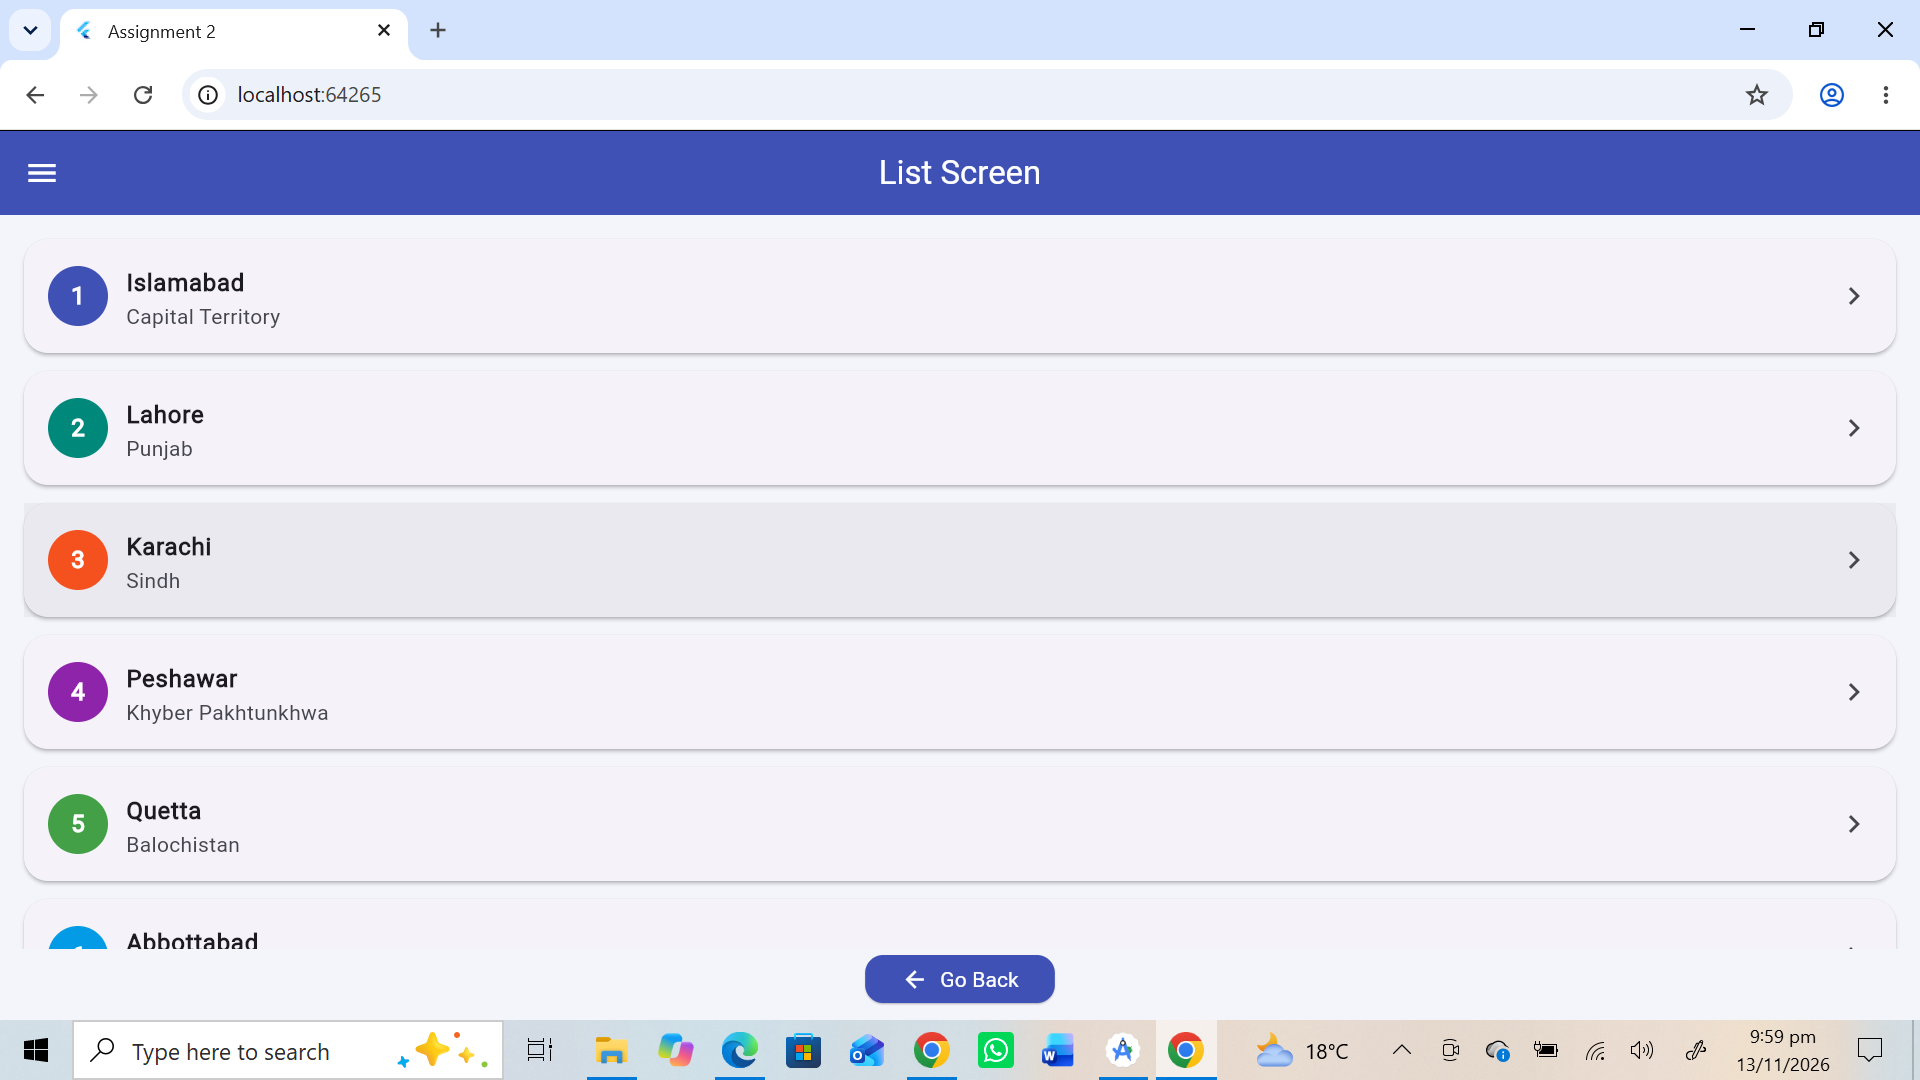 Assignment 2
localhost:64265
List Screen
1
Islamabad
Capital Territory
2
Lahore
Punjab
3
Karachi
Sindh
4
Peshawar
Khyber Pakhtunkhwa
5
Quetta
Balochistan
Abbottabad
Go Back
Type here to search
18°C
9:59 pm
13/11/2026